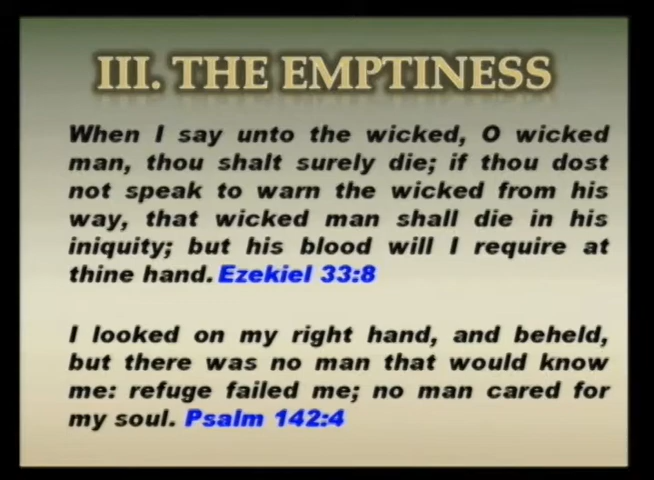 III. THE EMPTINESS
When I say unto the wicked, O wicked
man, thou shalt surely die; if thou dost
not speak to warn the wicked from his
way, that wicked man shall die in his
iniquity; but his blood will I require at
thine hand. Ezekiel 33:8
I looked on my right hand, and beheld,
but there was no man that would know
me: refuge failed me; no man cared for
my soul. Psalm 142:4